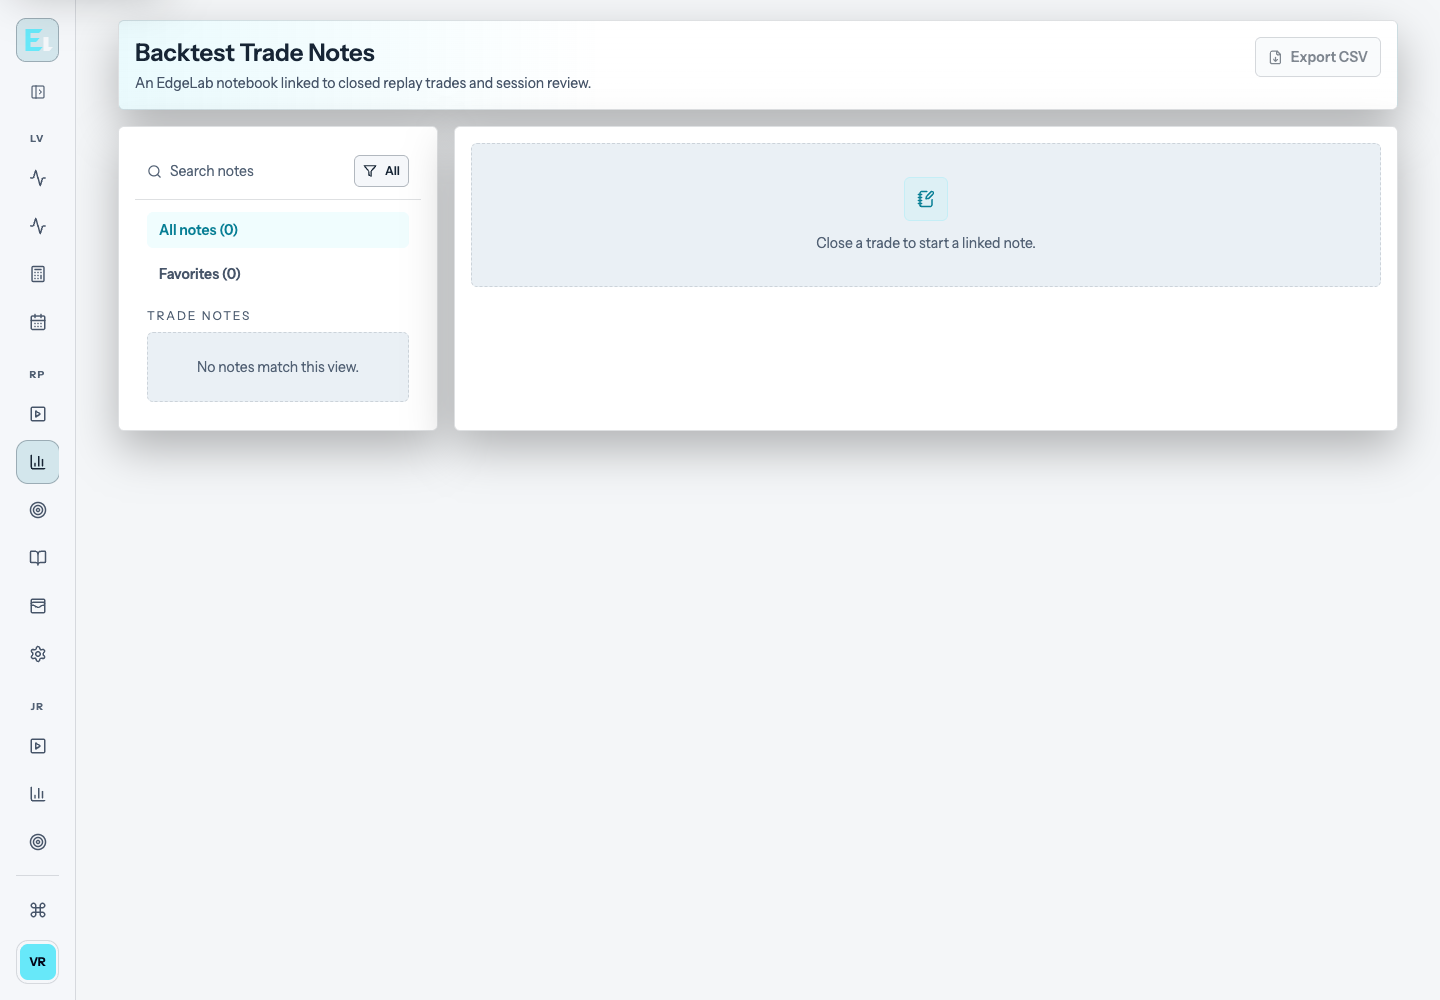 EL
LV
RP
JR
VR
Backtest Trade Notes
An EdgeLab notebook linked to closed replay trades and session review.
Export CSV
Search notes
All
All notes (0)
Favorites (0)
TRADE NOTES
No notes match this view.
Close a trade to start a linked note.